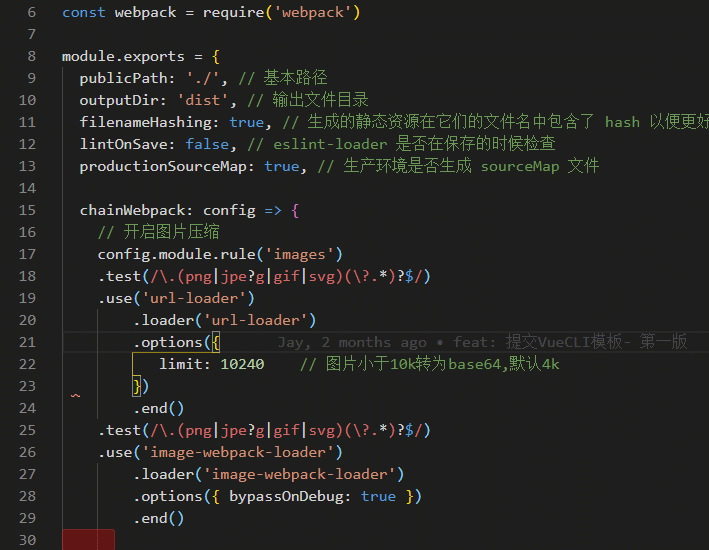 6 const webpack = require('webpack')
7
8 module.exports = {
9 publicPath: './', // 基本路径
10 outputDir: 'dist', // 输出文件目录
11 filenameHashing: true, // 生成的静态资源在它们的文件名中包含了 hash 以便更好
12 lintOnSave: false, // eslint-loader 是否在保存的时候检查
13 productionSourceMap: true, // 生产环境是否生成 sourceMap 文件
14
15 chainWebpack: config => {
16 // 开启图片压缩
17 config.module.rule('images')
18 .test(/\.(png|jpe?g|gif|svg)(\?.*)?$/)
19 .use('url-loader')
20 .loader('url-loader')
21 .options({ Jay, 2 months ago • feat: 提交VueCLI模板- 第一版
22 limit: 10240 // 图片小于10k转为base64,默认4k
23 })
24 .end()
25 .test(/\.(png|jpe?g|gif|svg)(\?.*)?$/)
26 .use('image-webpack-loader')
27 .loader('image-webpack-loader')
28 .options({ bypassOnDebug: true })
29 .end()
30